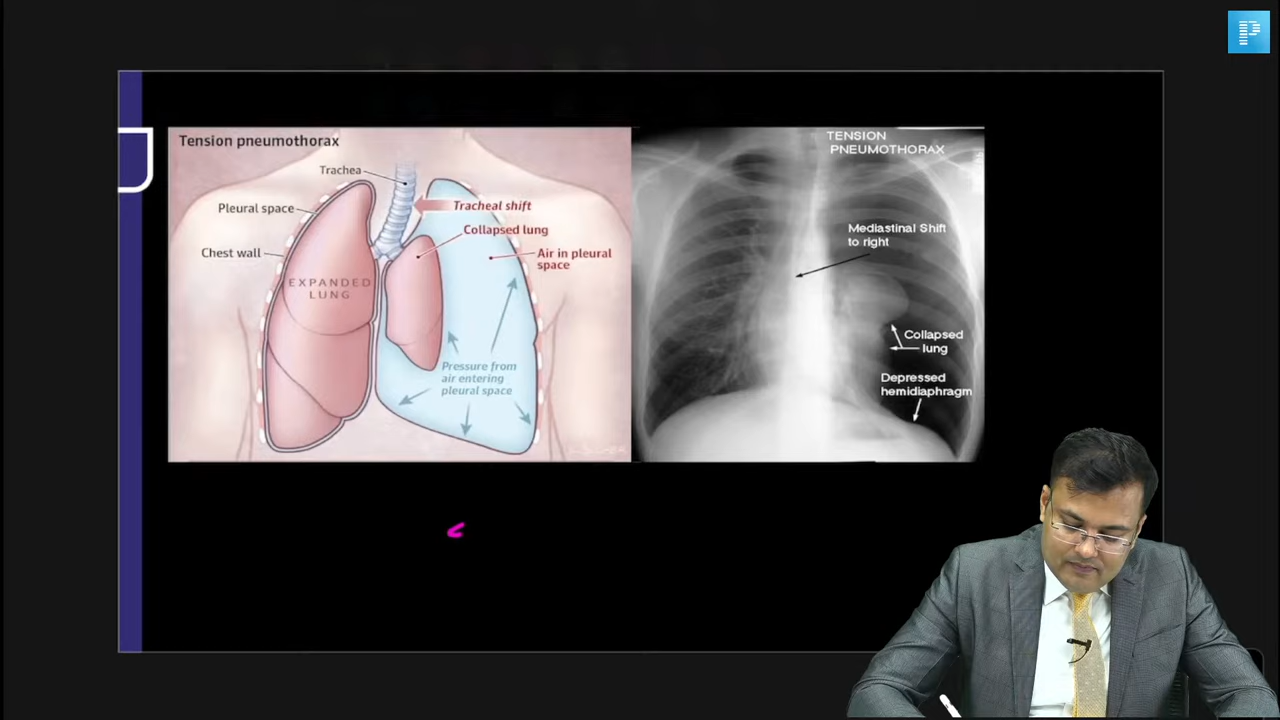 Tension pneumothorax
Trachea
Pleural space
Tracheal shift
Collapsed lung
Chest wall
Air in pleural
space
EXPANDED
LUNG
Pressure from
air entering
pleural space
TENSION
PNEUMOTHORAX
Mediastinal Shift
to right
Collapsed
lung
Depressed
hemidiaphragm
P